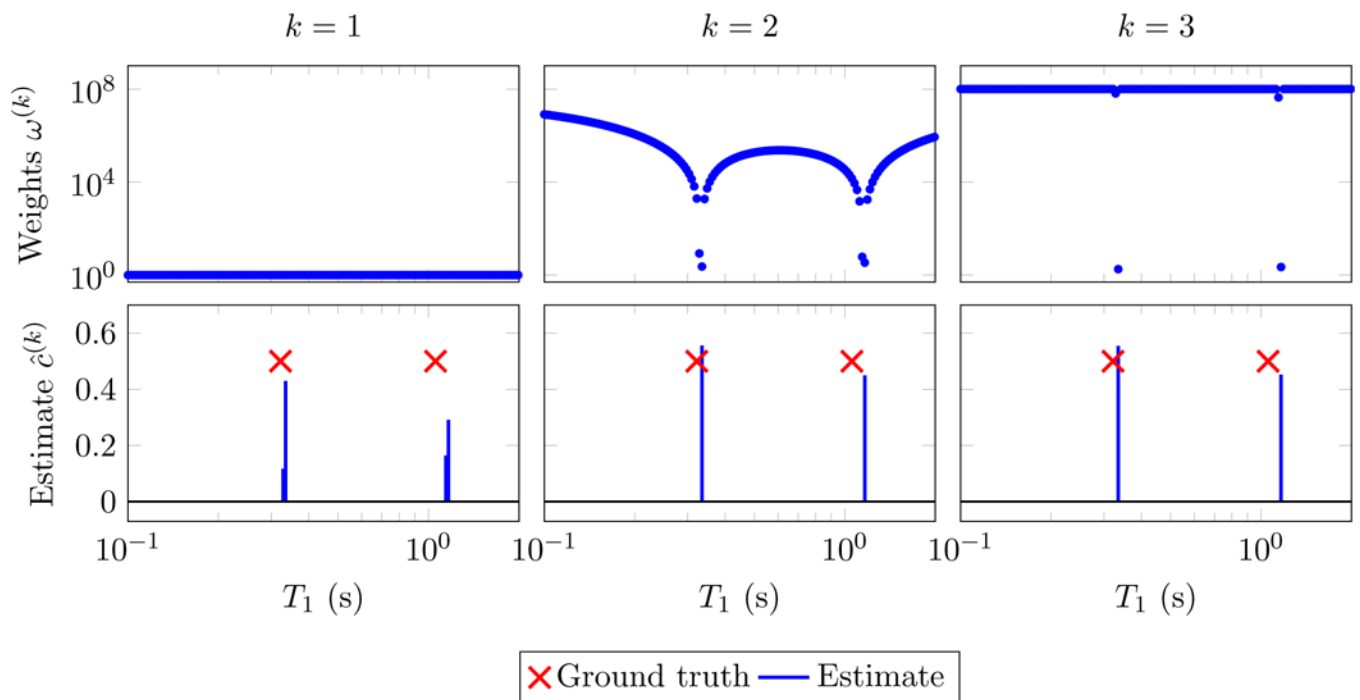 k = 1 k = 2 k = 3
Weights ω^(k)
10^8
10^4
10^0
Estimate ĉ^(k)
0.6
0.4
0.2
0
10^−1 10^0 10^−1 10^0 10^−1 10^0
T_1 (s) T_1 (s) T_1 (s)
Ground truth Estimate